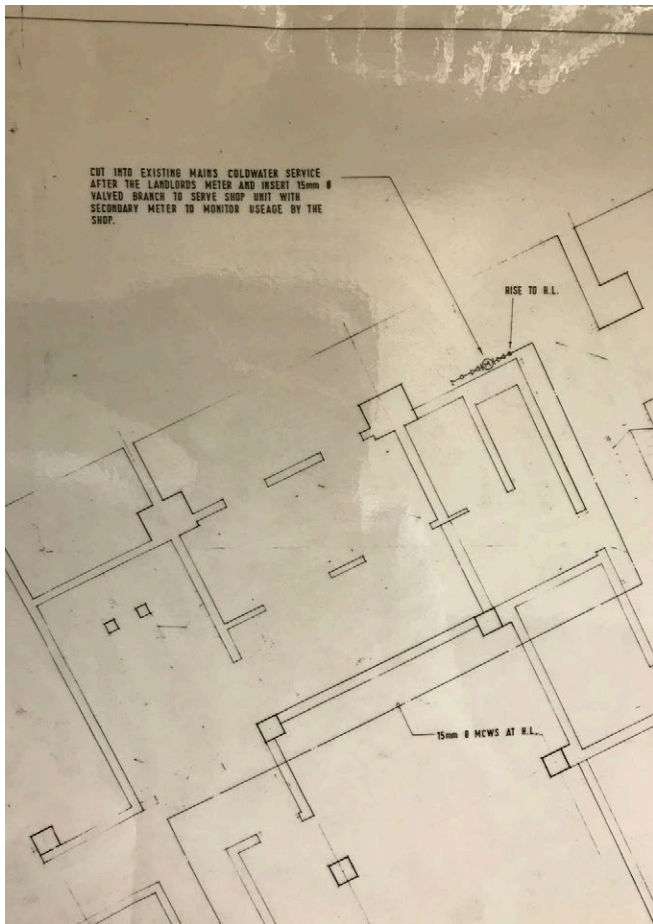 CUT INTO EXISTING MAINS COLDWATER SERVICE
AFTER THE LANDLORDS METER AND INSERT 15mm Ø
VALVED BRANCH TO SERVE SHOP UNIT WITH
SECONDARY METER TO MONITOR USEAGE BY THE
SHOP.
RISE TO H.L.
M
15mm Ø MCWS AT H.L.